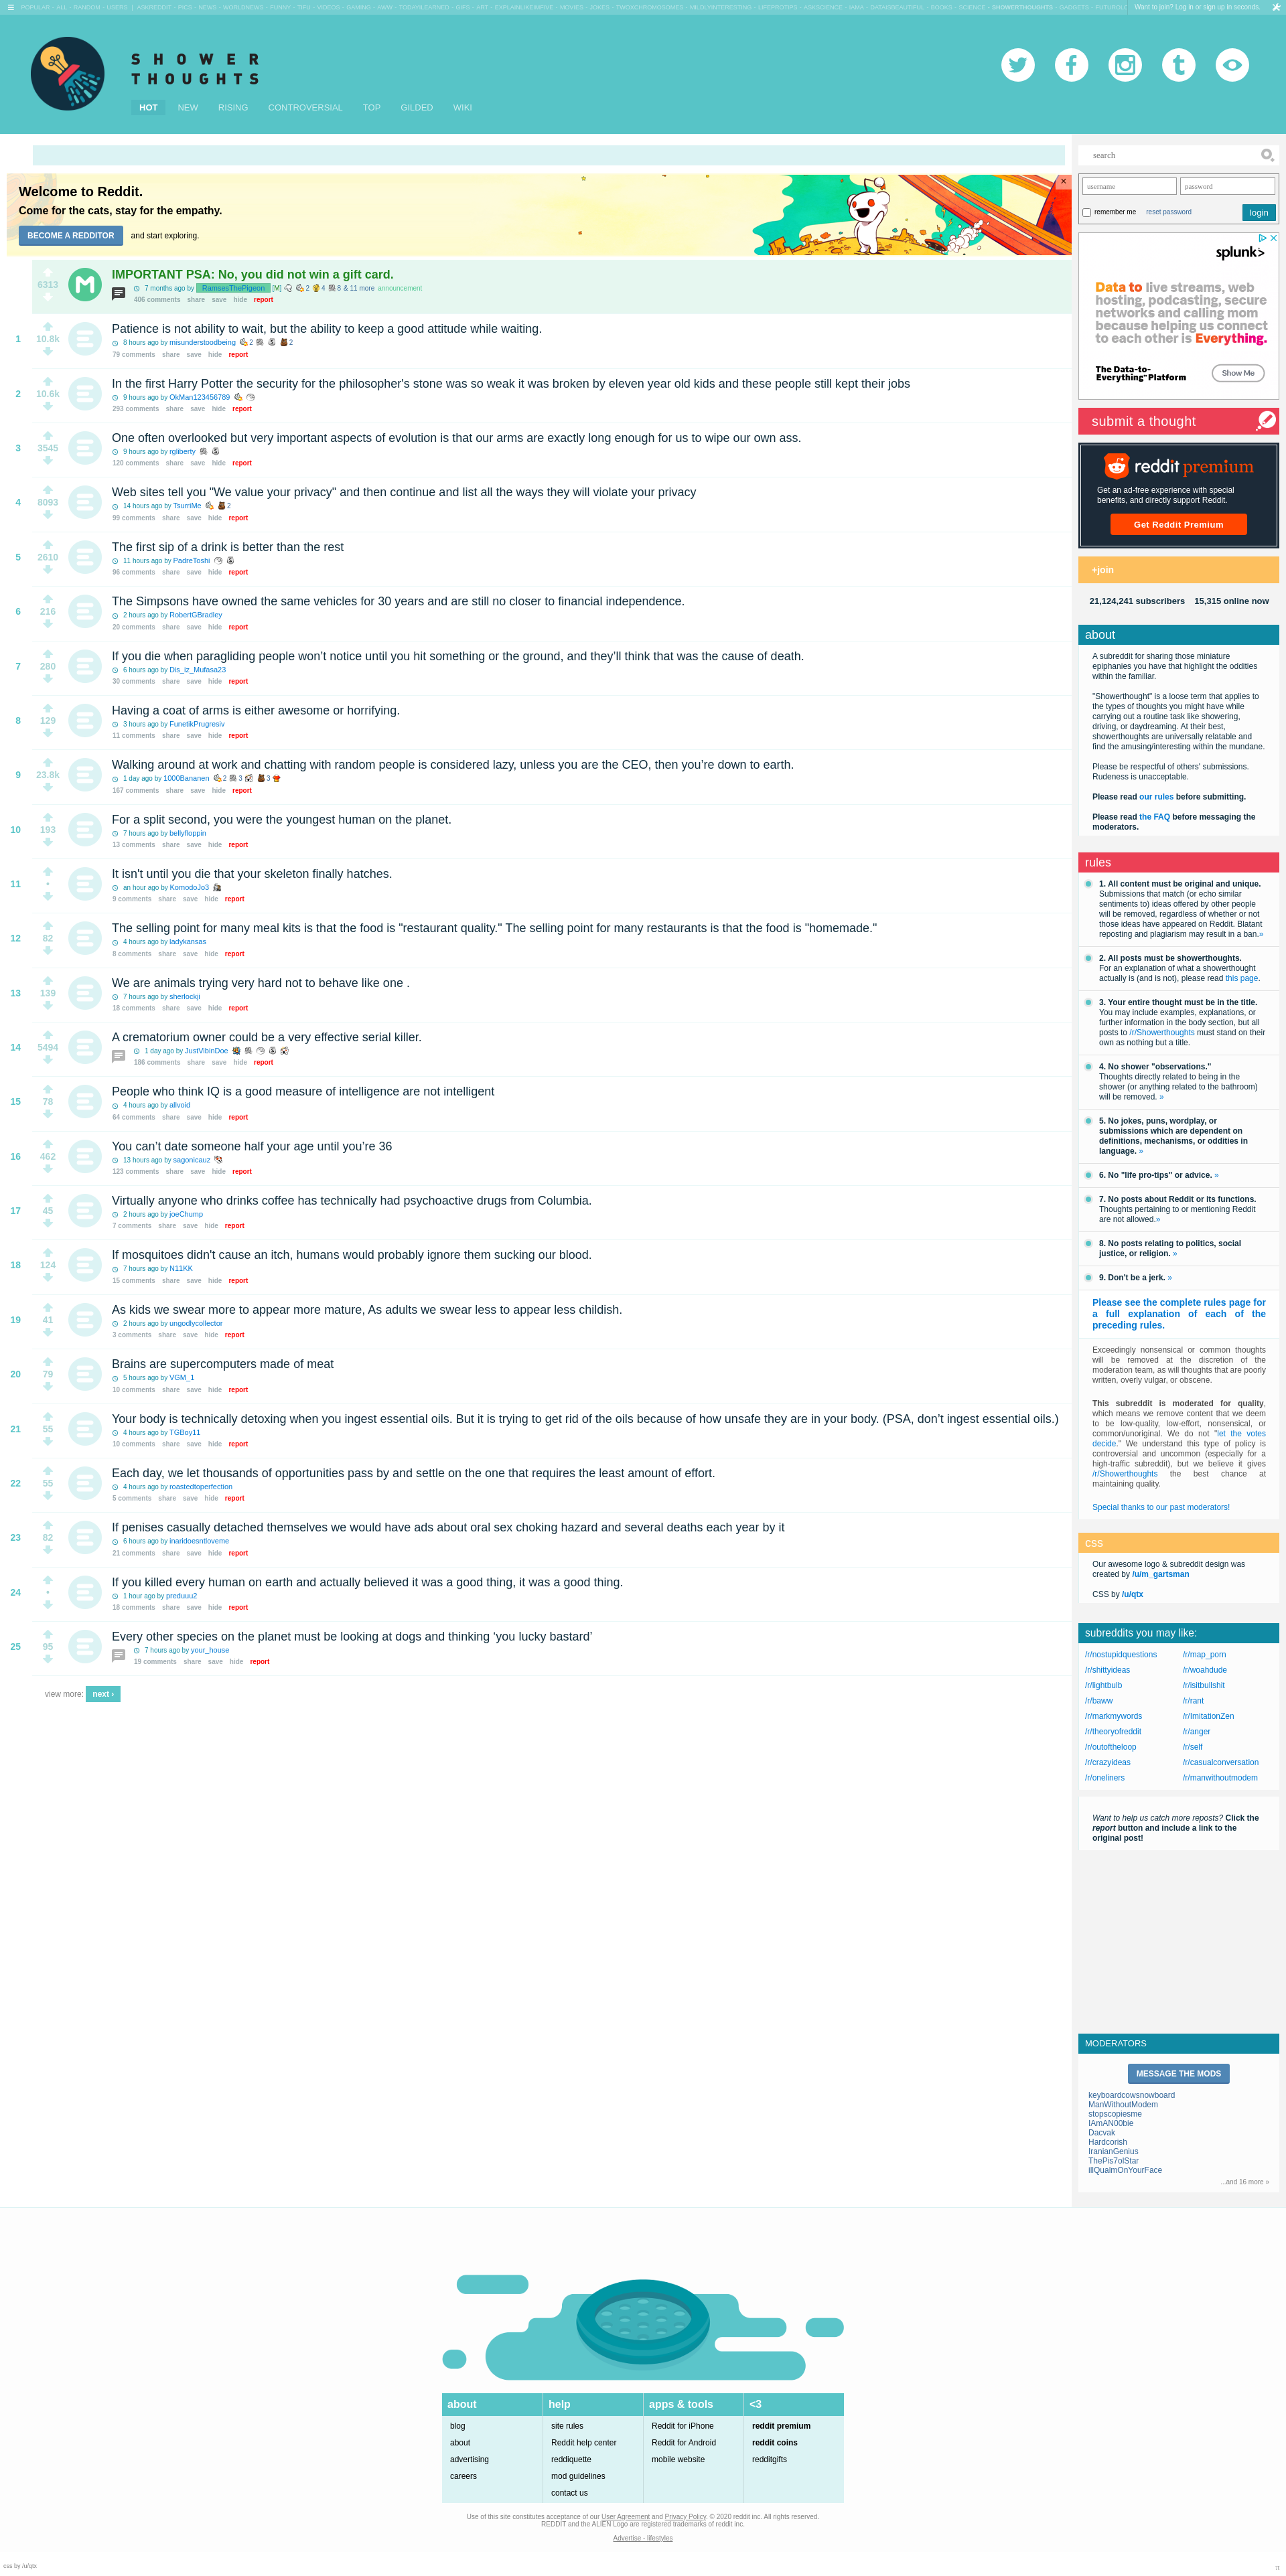 POPULAR - ALL - RANDOM - USERS | ASKREDDIT - PICS - NEWS - WORLDNEWS - FUNNY - TIFU - VIDEOS - GAMING - AWW - TODAYILEARNED - GIFS - ART - EXPLAINLIKEIMFIVE - MOVIES - JOKES - TWOXCHROMOSOMES - MILDLYINTERESTING - LIFEPROTIPS - ASKSCIENCE - IAMA - DATAISBEAUTIFUL - BOOKS - SCIENCE - SHOWERTHOUGHTS - GADGETS - FUTUROLO
Want to join? Log in or sign up in seconds.
SHOWER
THOUGHTS
HOT NEW RISING CONTROVERSIAL TOP GILDED WIKI
Welcome to Reddit.
Come for the cats, stay for the empathy.
BECOME A REDDITOR and start exploring.
6313
IMPORTANT PSA: No, you did not win a gift card.
7 months ago by RamsesThePigeon [M] 2 4 8 & 11 more announcement
406 comments share save hide report
1 10.8k
Patience is not ability to wait, but the ability to keep a good attitude while waiting.
8 hours ago by misunderstoodbeing 2 2
79 comments share save hide report
2 10.6k
In the first Harry Potter the security for the philosopher's stone was so weak it was broken by eleven year old kids and these people still kept their jobs
9 hours ago by OkMan123456789
293 comments share save hide report
3 3545
One often overlooked but very important aspects of evolution is that our arms are exactly long enough for us to wipe our own ass.
9 hours ago by rgliberty
120 comments share save hide report
4 8093
Web sites tell you "We value your privacy" and then continue and list all the ways they will violate your privacy
14 hours ago by TsurriMe 2
99 comments share save hide report
5 2610
The first sip of a drink is better than the rest
11 hours ago by PadreToshi
96 comments share save hide report
6 216
The Simpsons have owned the same vehicles for 30 years and are still no closer to financial independence.
2 hours ago by RobertGBradley
20 comments share save hide report
7 280
If you die when paragliding people won’t notice until you hit something or the ground, and they’ll think that was the cause of death.
6 hours ago by Dis_iz_Mufasa23
30 comments share save hide report
8 129
Having a coat of arms is either awesome or horrifying.
3 hours ago by FunetikPrugresiv
11 comments share save hide report
9 23.8k
Walking around at work and chatting with random people is considered lazy, unless you are the CEO, then you’re down to earth.
1 day ago by 1000Bananen 2 3 3
167 comments share save hide report
10 193
For a split second, you were the youngest human on the planet.
7 hours ago by bellyfloppin
13 comments share save hide report
11 •
It isn't until you die that your skeleton finally hatches.
an hour ago by KomodoJo3
9 comments share save hide report
12 82
The selling point for many meal kits is that the food is "restaurant quality." The selling point for many restaurants is that the food is "homemade."
4 hours ago by ladykansas
8 comments share save hide report
13 139
We are animals trying very hard not to behave like one .
7 hours ago by sherlockji
18 comments share save hide report
14 5494
A crematorium owner could be a very effective serial killer.
1 day ago by JustVibinDoe
186 comments share save hide report
15 78
People who think IQ is a good measure of intelligence are not intelligent
4 hours ago by allvoid
64 comments share save hide report
16 462
You can’t date someone half your age until you’re 36
13 hours ago by sagonicauz
123 comments share save hide report
17 45
Virtually anyone who drinks coffee has technically had psychoactive drugs from Columbia.
2 hours ago by joeChump
7 comments share save hide report
18 124
If mosquitoes didn't cause an itch, humans would probably ignore them sucking our blood.
7 hours ago by N11KK
15 comments share save hide report
19 41
As kids we swear more to appear more mature, As adults we swear less to appear less childish.
2 hours ago by ungodlycollector
3 comments share save hide report
20 79
Brains are supercomputers made of meat
5 hours ago by VGM_1
10 comments share save hide report
21 55
Your body is technically detoxing when you ingest essential oils. But it is trying to get rid of the oils because of how unsafe they are in your body. (PSA, don’t ingest essential oils.)
4 hours ago by TGBoy11
10 comments share save hide report
22 55
Each day, we let thousands of opportunities pass by and settle on the one that requires the least amount of effort.
4 hours ago by roastedtoperfection
5 comments share save hide report
23 82
If penises casually detached themselves we would have ads about oral sex choking hazard and several deaths each year by it
6 hours ago by inaridoesntloveme
21 comments share save hide report
24 •
If you killed every human on earth and actually believed it was a good thing, it was a good thing.
1 hour ago by preduuu2
18 comments share save hide report
25 95
Every other species on the planet must be looking at dogs and thinking ‘you lucky bastard’
7 hours ago by your_house
19 comments share save hide report
view more: next ›
search
username password
remember me reset password login
splunk>
Data to live streams, web
hosting, podcasting, secure
networks and calling mom
because helping us connect
to each other is Everything.
The Data-to-
Everything™ Platform
Show Me
submit a thought
reddit premium
Get an ad-free experience with special
benefits, and directly support Reddit.
Get Reddit Premium
+join
21,124,241 subscribers 15,315 online now
about
A subreddit for sharing those miniature
epiphanies you have that highlight the oddities
within the familiar.
"Showerthought" is a loose term that applies to
the types of thoughts you might have while
carrying out a routine task like showering,
driving, or daydreaming. At their best,
showerthoughts are universally relatable and
find the amusing/interesting within the mundane.
Please be respectful of others' submissions.
Rudeness is unacceptable.
Please read our rules before submitting.
Please read the FAQ before messaging the
moderators.
rules
1. All content must be original and unique.
Submissions that match (or echo similar
sentiments to) ideas offered by other people
will be removed, regardless of whether or not
those ideas have appeared on Reddit. Blatant
reposting and plagiarism may result in a ban.»
2. All posts must be showerthoughts.
For an explanation of what a showerthought
actually is (and is not), please read this page.
3. Your entire thought must be in the title.
You may include examples, explanations, or
further information in the body section, but all
posts to /r/Showerthoughts must stand on their
own as nothing but a title.
4. No shower "observations."
Thoughts directly related to being in the
shower (or anything related to the bathroom)
will be removed. »
5. No jokes, puns, wordplay, or
submissions which are dependent on
definitions, mechanisms, or oddities in
language. »
6. No "life pro-tips" or advice. »
7. No posts about Reddit or its functions.
Thoughts pertaining to or mentioning Reddit
are not allowed.»
8. No posts relating to politics, social
justice, or religion. »
9. Don't be a jerk. »
Please see the complete rules page for
a full explanation of each of the
preceding rules.
Exceedingly nonsensical or common thoughts
will be removed at the discretion of the
moderation team, as will thoughts that are poorly
written, overly vulgar, or obscene.
This subreddit is moderated for quality,
which means we remove content that we deem
to be low-quality, low-effort, nonsensical, or
common/unoriginal. We do not "let the votes
decide." We understand this type of policy is
controversial and uncommon (especially for a
high-traffic subreddit), but we believe it gives
/r/Showerthoughts the best chance at
maintaining quality.
Special thanks to our past moderators!
css
Our awesome logo & subreddit design was
created by /u/m_gartsman
CSS by /u/qtx
subreddits you may like:
/r/nostupidquestions /r/map_porn
/r/shittyideas /r/woahdude
/r/lightbulb /r/isitbullshit
/r/baww /r/rant
/r/markmywords /r/ImitationZen
/r/theoryofreddit /r/anger
/r/outoftheloop /r/self
/r/crazyideas /r/casualconversation
/r/oneliners /r/manwithoutmodem
Want to help us catch more reposts? Click the
report button and include a link to the
original post!
MODERATORS
MESSAGE THE MODS
keyboardcowsnowboard
ManWithoutModem
stopscopiesme
IAmAN00bie
Dacvak
Hardcorish
IranianGenius
ThePis7olStar
illQualmOnYourFace
...and 16 more »
about help apps & tools <3
blog site rules Reddit for iPhone reddit premium
about Reddit help center Reddit for Android reddit coins
advertising reddiquette mobile website redditgifts
careers mod guidelines
contact us
Use of this site constitutes acceptance of our User Agreement and Privacy Policy. © 2020 reddit inc. All rights reserved.
REDDIT and the ALIEN Logo are registered trademarks of reddit inc.
Advertise - lifestyles
css by /u/qtx
π